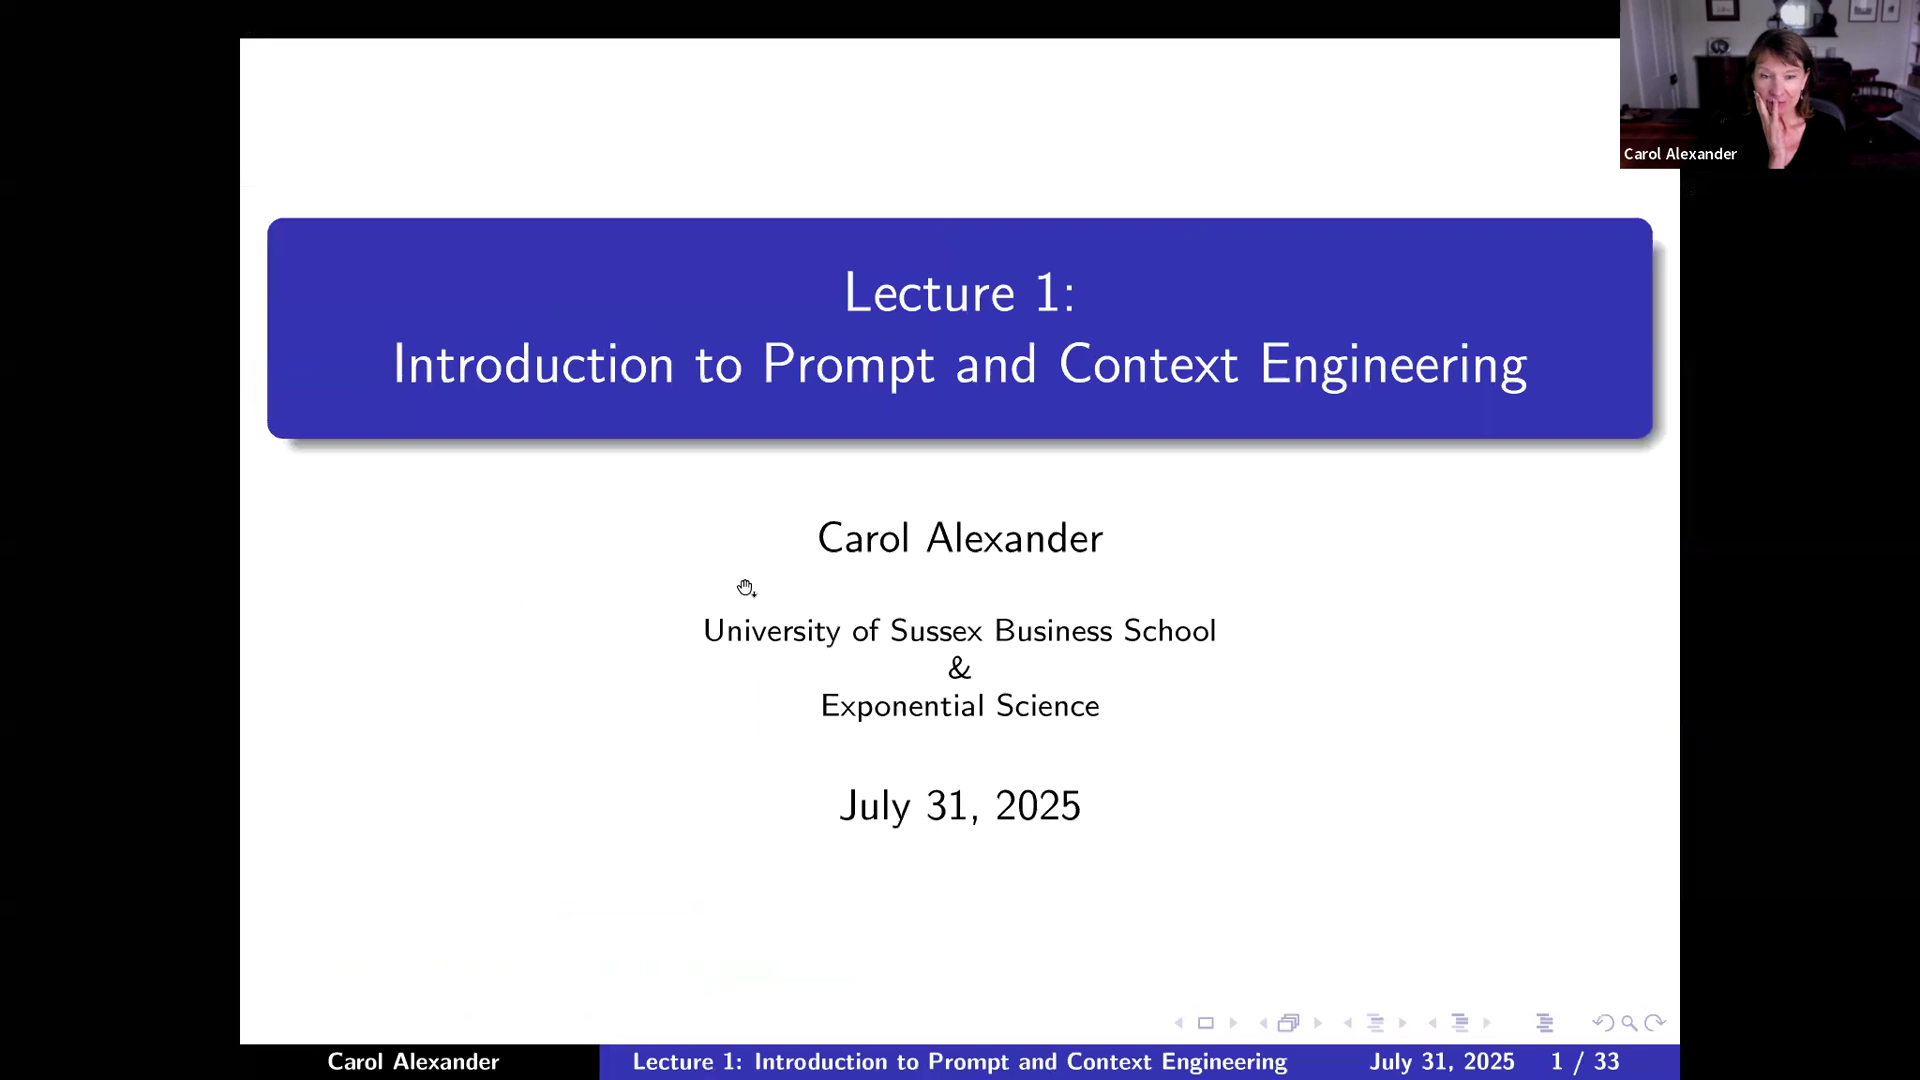 Carol Alexander
Lecture 1:
Introduction to Prompt and Context Engineering
Carol Alexander
University of Sussex Business School
&
Exponential Science
July 31, 2025
Carol Alexander Lecture 1: Introduction to Prompt and Context Engineering July 31, 2025 1 / 33